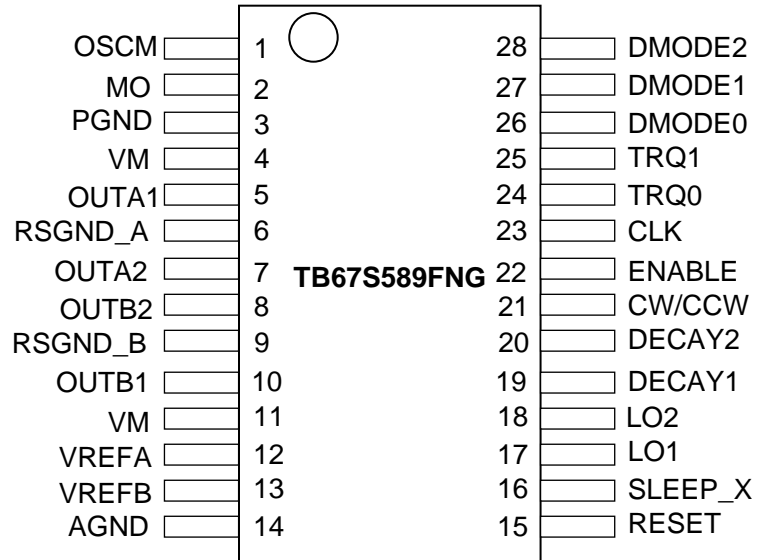 OSCM 1 28 DMODE2
MO 2 27 DMODE1
PGND 3 26 DMODE0
VM 4 25 TRQ1
OUTA1 5 24 TRQ0
RSGND_A 6 23 CLK
OUTA2 7 TB67S589FNG 22 ENABLE
OUTB2 8 21 CW/CCW
RSGND_B 9 20 DECAY2
OUTB1 10 19 DECAY1
VM 11 18 LO2
VREFA 12 17 LO1
VREFB 13 16 SLEEP_X
AGND 14 15 RESET